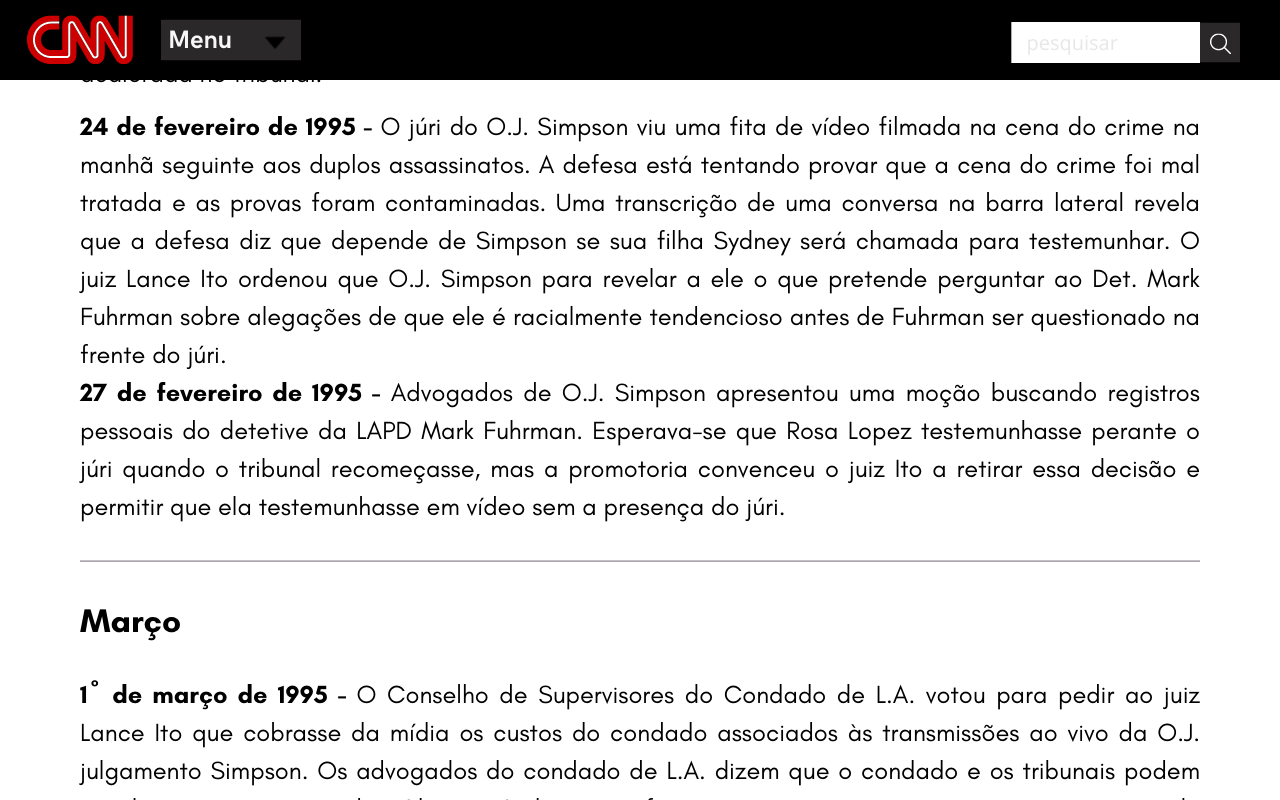 CNN
Menu
pesquisar
24 de fevereiro de 1995 - O júri do O.J. Simpson viu uma fita de vídeo filmada na cena do crime na
manhã seguinte aos duplos assassinatos. A defesa está tentando provar que a cena do crime foi mal
tratada e as provas foram contaminadas. Uma transcrição de uma conversa na barra lateral revela
que a defesa diz que depende de Simpson se sua filha Sydney será chamada para testemunhar. O
juiz Lance Ito ordenou que O.J. Simpson para revelar a ele o que pretende perguntar ao Det. Mark
Fuhrman sobre alegações de que ele é racialmente tendencioso antes de Fuhrman ser questionado na
frente do júri.
27 de fevereiro de 1995 - Advogados de O.J. Simpson apresentou uma moção buscando registros
pessoais do detetive da LAPD Mark Fuhrman. Esperava-se que Rosa Lopez testemunhasse perante o
júri quando o tribunal recomeçasse, mas a promotoria convenceu o juiz Ito a retirar essa decisão e
permitir que ela testemunhasse em vídeo sem a presença do júri.
Março
1° de março de 1995 - O Conselho de Supervisores do Condado de L.A. votou para pedir ao juiz
Lance Ito que cobrasse da mídia os custos do condado associados às transmissões ao vivo da O.J.
julgamento Simpson. Os advogados do condado de L.A. dizem que o condado e os tribunais podem